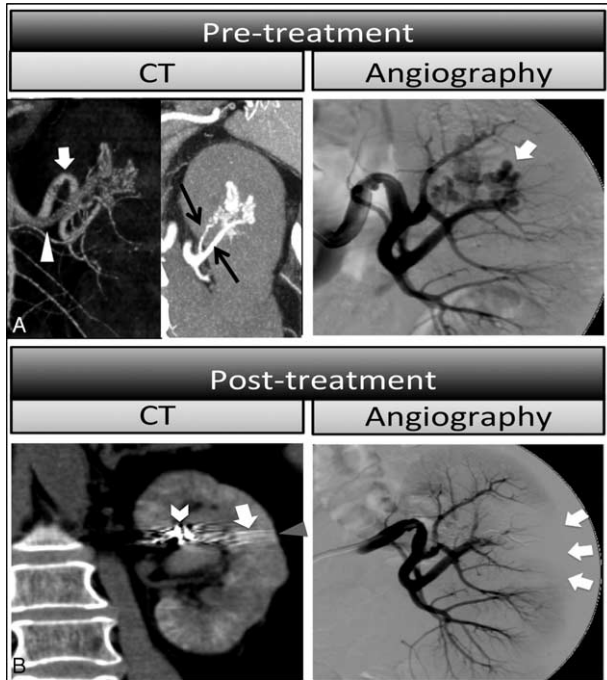 Pre-treatment
CT
Angiography
A
Post-treatment
CT
Angiography
B